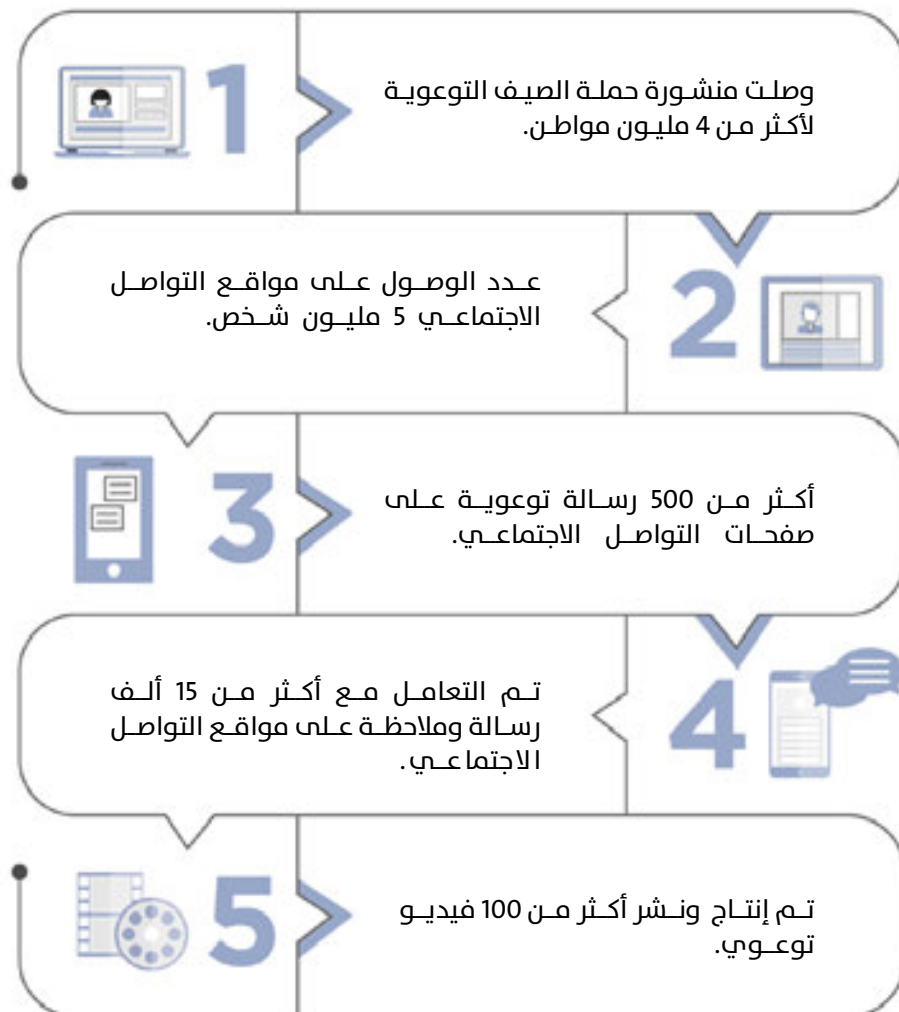 1
وصلت منشورة حملة الصيف التوعوية
لأكثر من 4 مليون مواطن.
2
عدد الوصول على مواقع التواصل
الاجتماعي 5 مليون شخص.
3
أكثر من 500 رسالة توعوية على
صفحات التواصل الاجتماعي.
4
تم التعامل مع أكثر من 15 ألف
رسالة وملاحظة على مواقع التواصل
الاجتماعي.
5
تم إنتاج ونشر أكثر من 100 فيديو
توعوي.